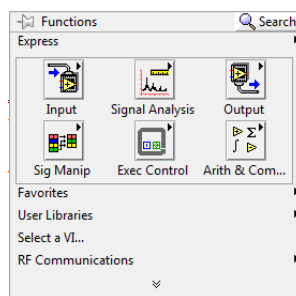 Functions Search
Express
Input Signal Analysis Output
Sig Manip Exec Control Arith & Com...
Favorites
User Libraries
Select a VI...
RF Communications